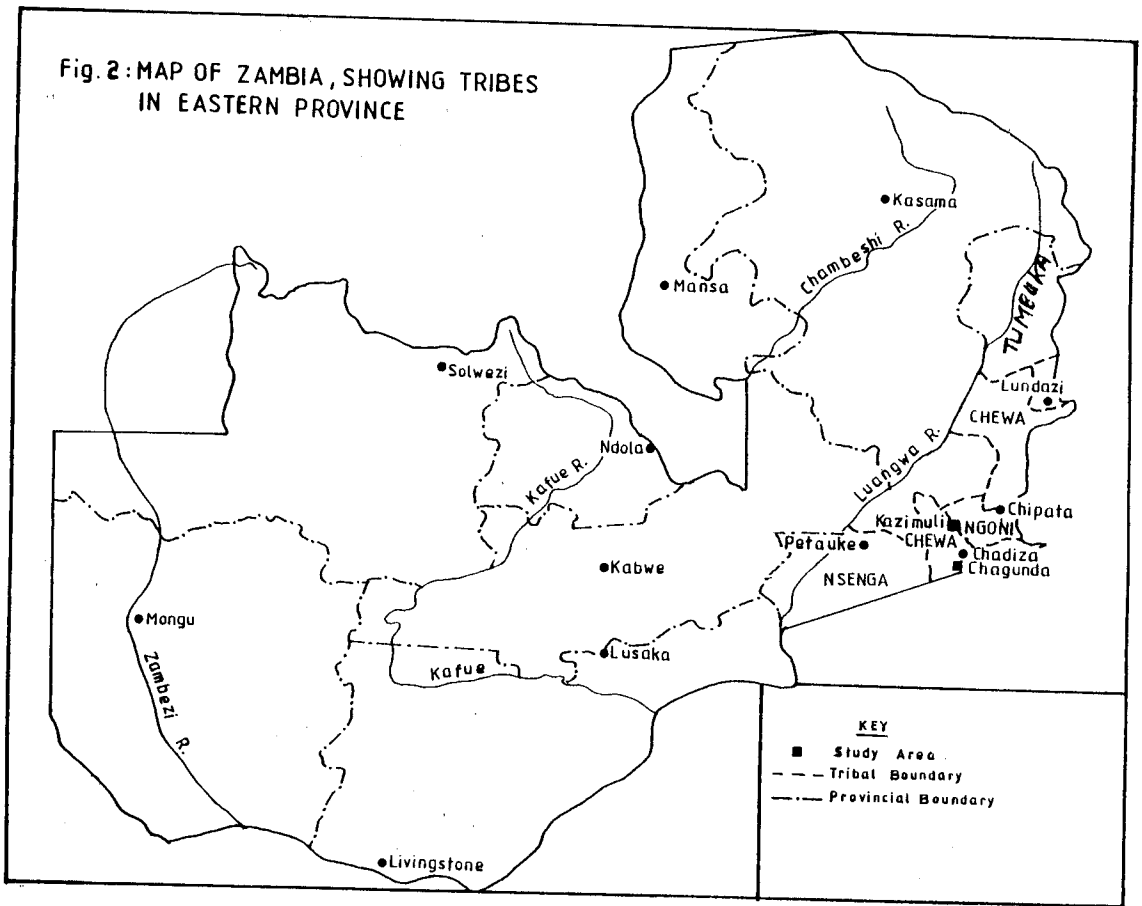 Fig. 2: MAP OF ZAMBIA, SHOWING TRIBES
IN EASTERN PROVINCE
Kasama
Chambeshi R.
Mansa
TUMBUKA
Solwezi
Lundazi
CHEWA
Ndola
Kafue R.
Luangwa R.
Chipata
Kazimuli
NGONI
Petauke
CHEWA
Chadiza
Chagunda
Kabwe
NSENGA
Mongu
Lusaka
Kafue
Zambezi R.
KEY
Study Area
Tribal Boundary
Provincial Boundary
Livingstone